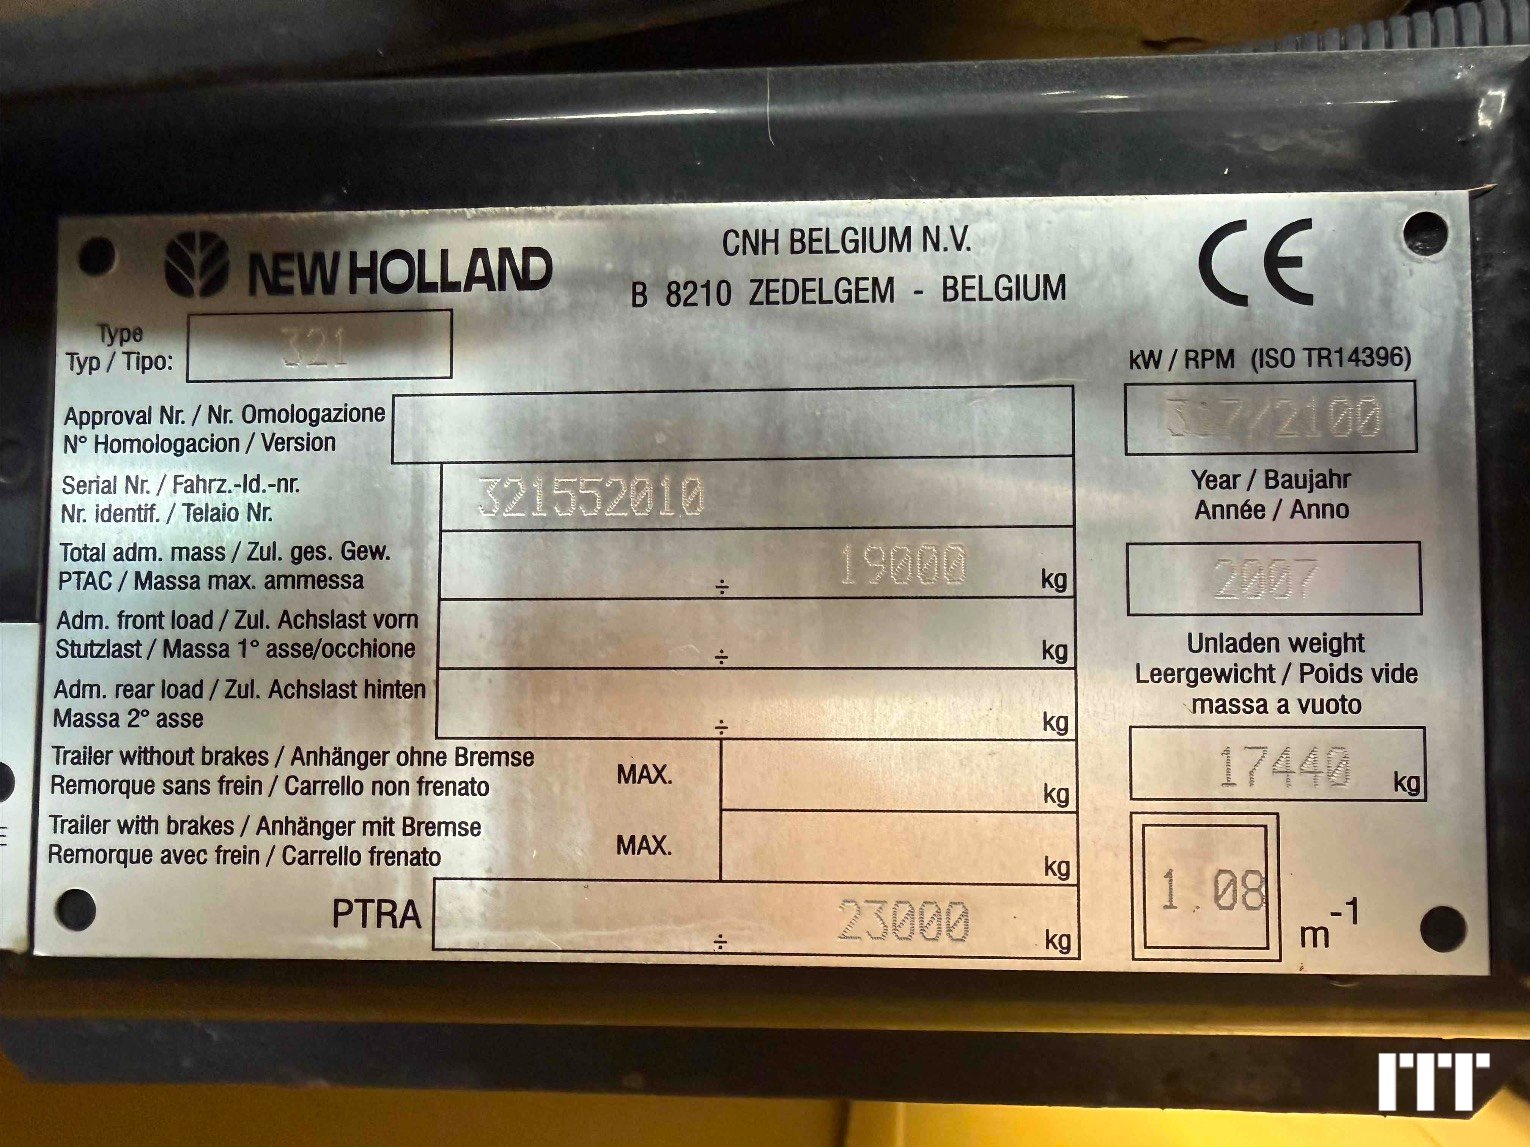 NEW HOLLAND
CNH BELGIUM N.V.
B 8210 ZEDELGEM - BELGIUM
CE
Type
Typ / Tipo:
321
Approval Nr. / Nr. Omologazione
N° Homologacion / Version
Serial Nr. / Fahrz.-Id.-nr.
Nr. identif. / Telaio Nr.
321552010
Total adm. mass / Zul. ges. Gew.
PTAC / Massa max. ammessa
÷ 19000 kg
Adm. front load / Zul. Achslast vorn
Stutzlast / Massa 1° asse/occhione
÷ kg
Adm. rear load / Zul. Achslast hinten
Massa 2° asse
÷ kg
Trailer without brakes / Anhänger ohne Bremse
Remorque sans frein / Carrello non frenato
MAX. kg
Trailer with brakes / Anhänger mit Bremse
Remorque avec frein / Carrello frenato
MAX. kg
PTRA ÷ 23000 kg
kW / RPM (ISO TR14396)
/2100
Year / Baujahr
Année / Anno
2007
Unladen weight
Leergewicht / Poids vide
massa a vuoto
17440 kg
1.08 m-1